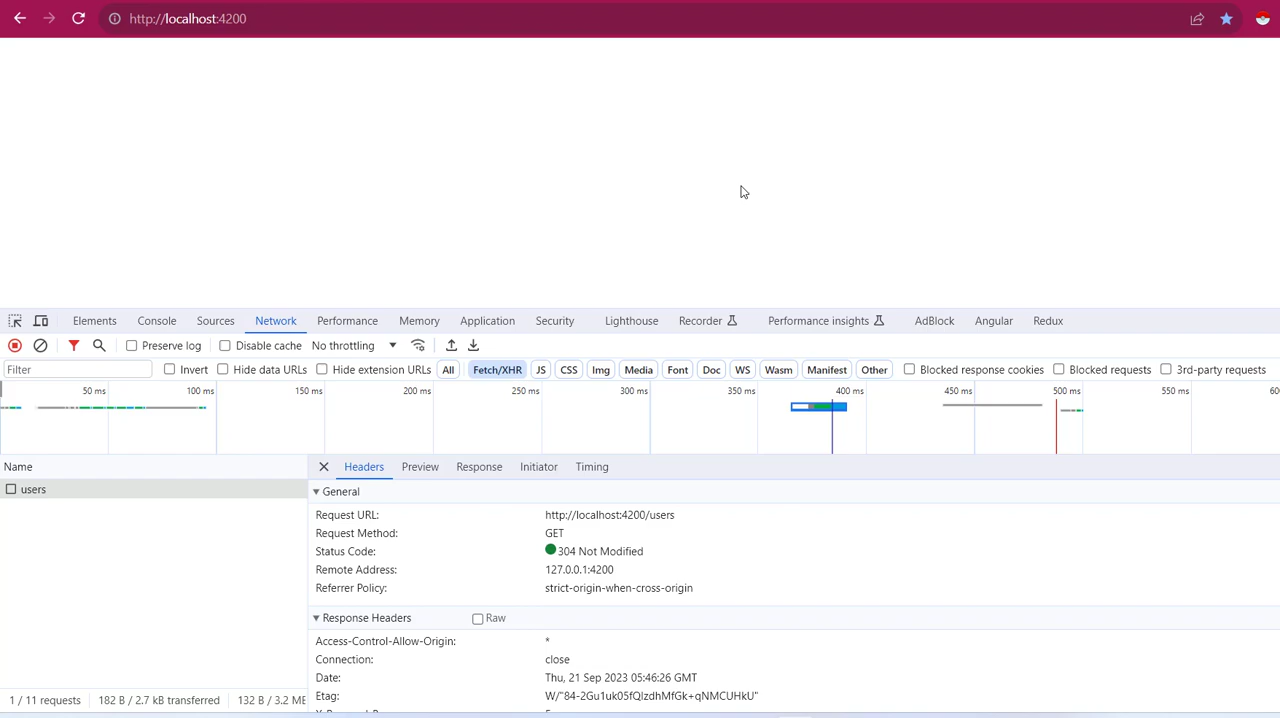 http://localhost:4200
Elements Console Sources Network Performance Memory Application Security Lighthouse Recorder Performance insights AdBlock Angular Redux
Preserve log Disable cache No throttling
Filter Invert Hide data URLs Hide extension URLs All Fetch/XHR JS CSS Img Media Font Doc WS Wasm Manifest Other Blocked response cookies Blocked requests 3rd-party requests
50 ms 100 ms 150 ms 200 ms 250 ms 300 ms 350 ms 400 ms 450 ms 500 ms 550 ms
Name Headers Preview Response Initiator Timing
users
General
Request URL: http://localhost:4200/users
Request Method: GET
Status Code: 304 Not Modified
Remote Address: 127.0.0.1:4200
Referrer Policy: strict-origin-when-cross-origin
Response Headers Raw
Access-Control-Allow-Origin: *
Connection: close
Date: Thu, 21 Sep 2023 05:46:26 GMT
Etag: W/"84-2Gu1uk05fQlzdhMfGk+qNMCUHkU"
1 / 11 requests 182 B / 2.7 kB transferred 132 B / 3.2 ME